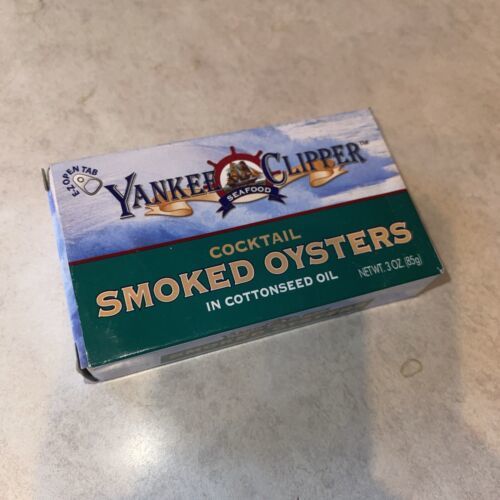 E-Z OPEN TAB
YANKEE CLIPPER™
SEAFOOD
COCKTAIL
SMOKED OYSTERS
IN COTTONSEED OIL
NET WT. 3 OZ. (85g)